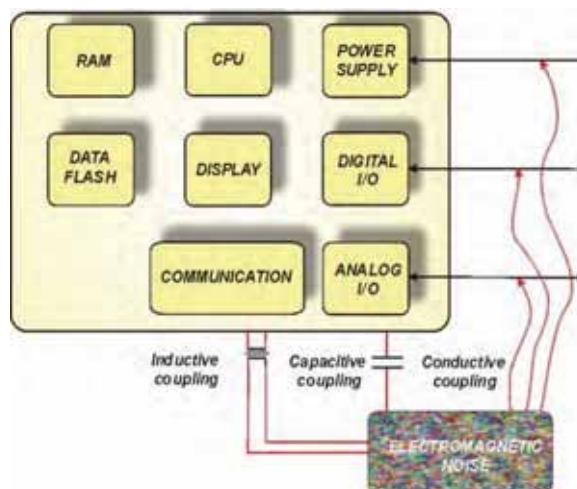 RAM
CPU
POWER
SUPPLY
DATA
FLASH
DISPLAY
DIGITAL
I/O
COMMUNICATION
ANALOG
I/O
Inductive
coupling
Capacitive
coupling
Conductive
coupling
ELECTROMAGNETIC
NOISE